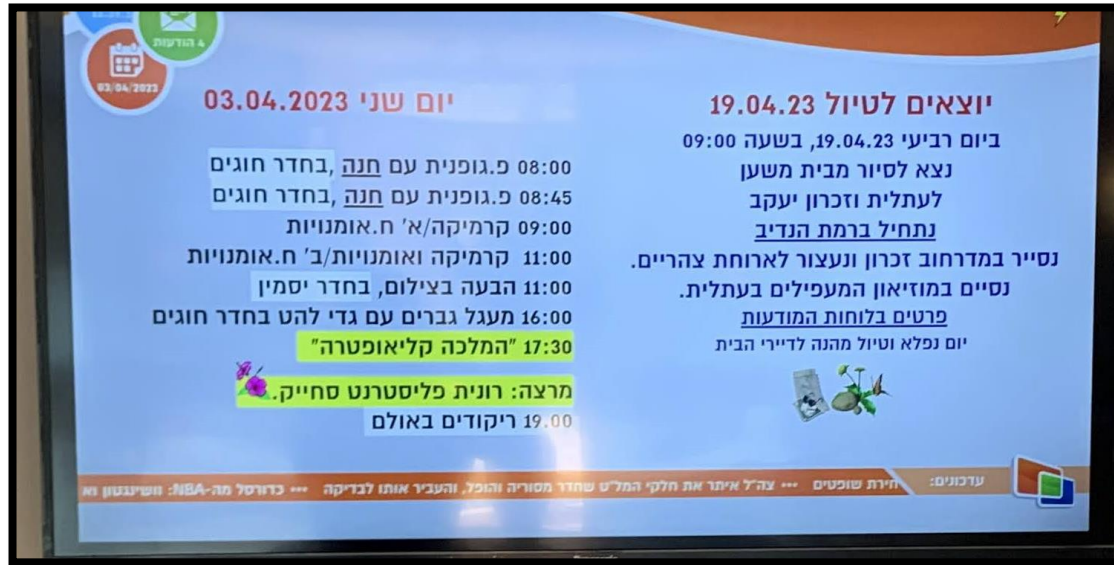 4 הודעות
03/04/2023
יוצאים לטיול 19.04.23
ביום רביעי 19.04.23, בשעה 09:00
נצא לסיור מבית משען
לעתלית וזכרון יעקב
נתחיל ברמת הנדיב
נסייר במדרחוב זכרון ונעצור לארוחת צהריים.
נסיים במוזיאון המעפילים בעתלית.
פרטים בלוחות המודעות
יום נפלא וטיול מהנה לדיירי הבית
יום שני 03.04.2023
08:00 פ.גופנית עם חנה ,בחדר חוגים
08:45 פ.גופנית עם חנה ,בחדר חוגים
09:00 קרמיקה/א' ח.אומנויות
11:00 קרמיקה ואומנויות/ב' ח.אומנויות
11:00 הבעה בצילום, בחדר יסמין
16:00 מעגל גברים עם גדי להט בחדר חוגים
17:30 "המלכה קליאופטרה"
מרצה: רונית פליסטרנט סחייק.
19.00 ריקודים באולם
עדכונים: חירת שופטים ••• צה"ל איתר את חלקי המל"ט שחדר מסוריה והופל, והעביר אותו לבדיקה ••• כדורסל מה-NBA: וושינגטון וא